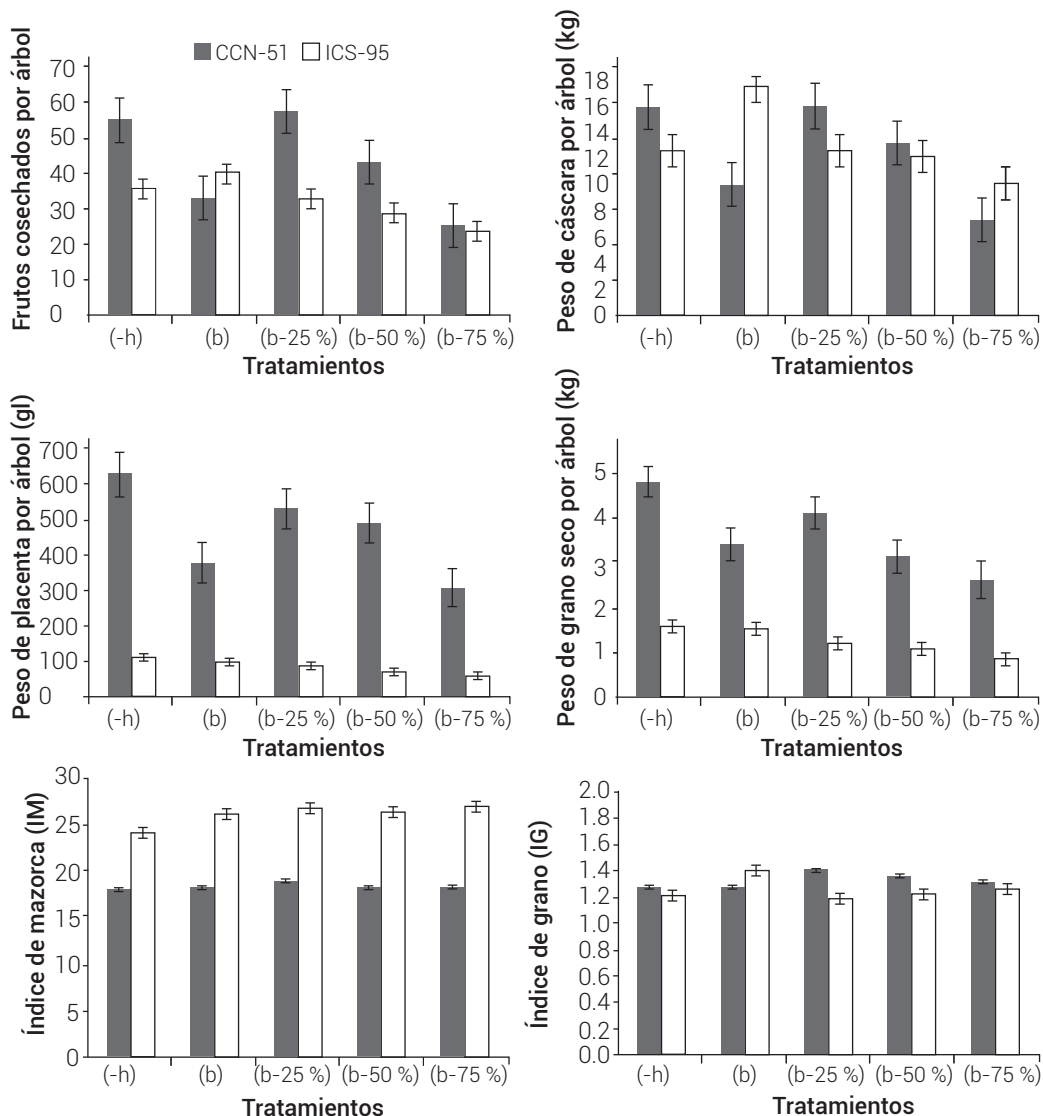 CCN-51 ICS-95
Frutos cosechados por árbol
70
60
50
40
30
20
10
0
(-h) (b) (b-25 %) (b-50 %) (b-75 %)
Tratamientos
Peso de cáscara por árbol (kg)
18
16
14
12
10
8
6
4
2
0
(-h) (b) (b-25 %) (b-50 %) (b-75 %)
Tratamientos
Peso de placenta por árbol (gl)
700
600
500
400
300
200
100
0
(-h) (b) (b-25 %) (b-50 %) (b-75 %)
Tratamientos
Peso de grano seco por árbol (kg)
5
4
3
2
1
0
(-h) (b) (b-25 %) (b-50 %) (b-75 %)
Tratamientos
Índice de mazorca (IM)
30
25
20
15
10
5
0
(-h) (b) (b-25 %) (b-50 %) (b-75 %)
Tratamientos
Índice de grano (IG)
2.0
1.8
1.6
1.4
1.2
1.0
0.8
0.6
0.4
0.2
0.0
(-h) (b) (b-25 %) (b-50 %) (b-75 %)
Tratamientos